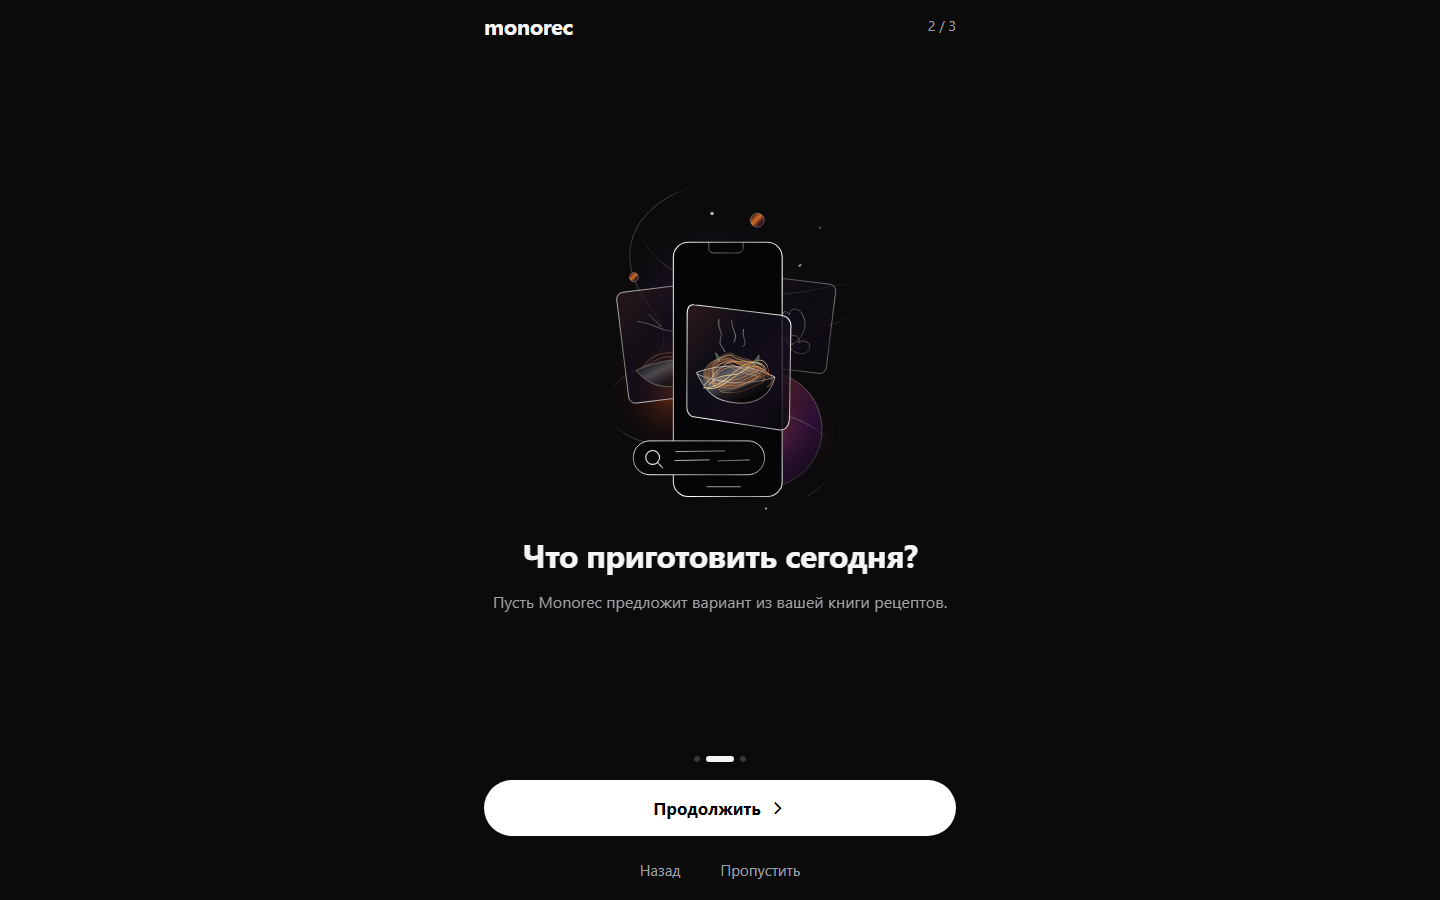 monorec
2 / 3
Что приготовить сегодня?
Пусть Monorec предложит вариант из вашей книги рецептов.
Продолжить
Назад
Пропустить